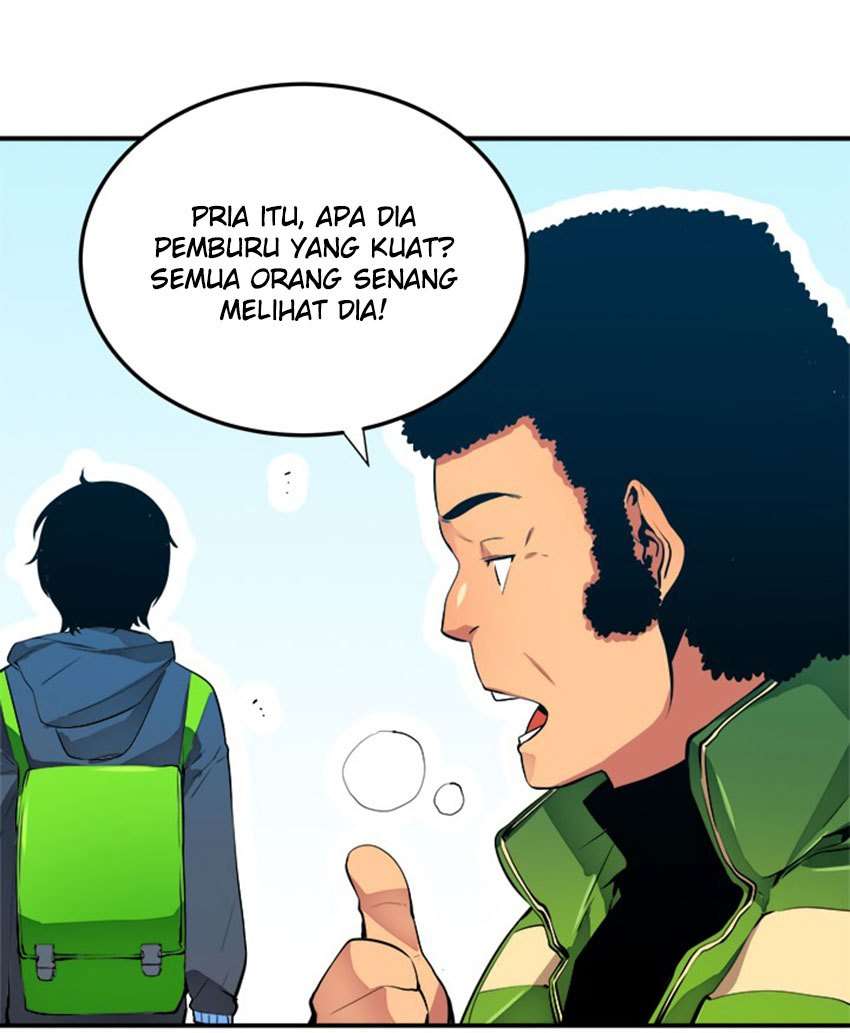 PRIA ITU, APA DIA
PEMBURU YANG KUAT?
SEMUA ORANG SENANG
MELIHAT DIA!